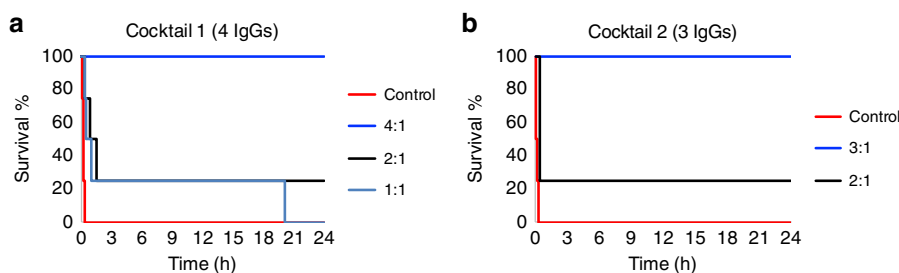 a
Cocktail 1 (4 IgGs)
Survival %
100
80
60
40
20
0
0 3 6 9 12 15 18 21 24
Time (h)
Control
4:1
2:1
1:1
b
Cocktail 2 (3 IgGs)
Survival %
100
80
60
40
20
0
0 3 6 9 12 15 18 21 24
Time (h)
Control
3:1
2:1